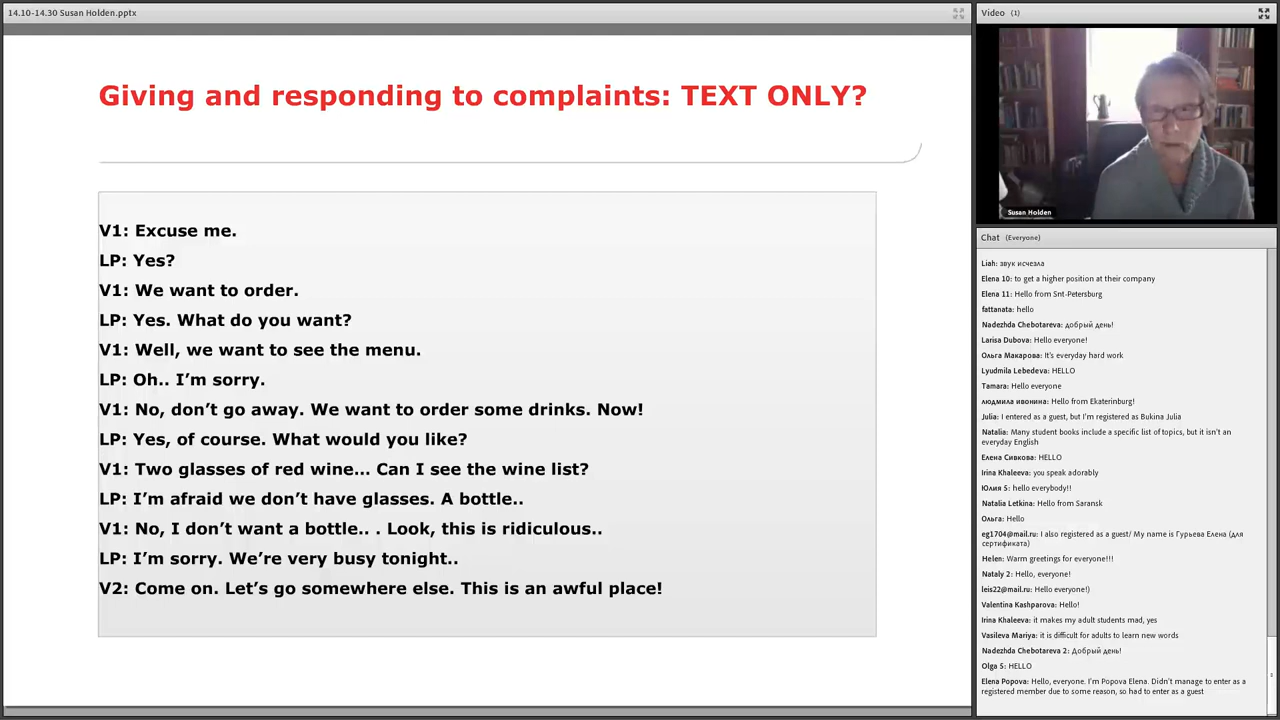 14.10-14.30 Susan Holden.pptx
Giving and responding to complaints: TEXT ONLY?
V1: Excuse me.
LP: Yes?
V1: We want to order.
LP: Yes. What do you want?
V1: Well, we want to see the menu.
LP: Oh.. I’m sorry.
V1: No, don’t go away. We want to order some drinks. Now!
LP: Yes, of course. What would you like?
V1: Two glasses of red wine... Can I see the wine list?
LP: I’m afraid we don’t have glasses. A bottle..
V1: No, I don’t want a bottle.. . Look, this is ridiculous..
LP: I’m sorry. We’re very busy tonight..
V2: Come on. Let’s go somewhere else. This is an awful place!
Video (1)
Susan Holden
Chat (Everyone)
Liah: звук исчезла
Elena 10: to get a higher position at their company
Elena 11: Hello from Snt-Petersburg
fattanata: hello
Nadezhda Chebotareva: добрый день!
Larisa Dubova: Hello everyone!
Ольга Макарова: It's everyday hard work
Lyudmila Lebedeva: HELLO
Tamara: Hello everyone
людмила ивонина: Hello from Ekaterinburg!
Julia: I entered as a guest, but I'm registered as Bukina Julia
Natalia: Many student books include a specific list of topics, but it isn't an
everyday English
Елена Сивкова: HELLO
Irina Khaleeva: you speak adorably
Юлия 5: hello everybody!!
Natalia Letkina: Hello from Saransk
Ольга: Hello
eg1704@mail.ru: I also registered as a guest/ My name is Гурьева Елена (для
сертификата)
Helen: Warm greetings for everyone!!!
Nataly 2: Hello, everyone!
leis22@mail.ru: Hello everyone!)
Valentina Kashparova: Hello!
Irina Khaleeva: it makes my adult students mad, yes
Vasileva Mariya: it is difficult for adults to learn new words
Nadezhda Chebotareva 2: Добрый день!
Olga 5: HELLO
Elena Popova: Hello, everyone. I'm Popova Elena. Didn't manage to enter as a
registered member due to some reason, so had to enter as a guest